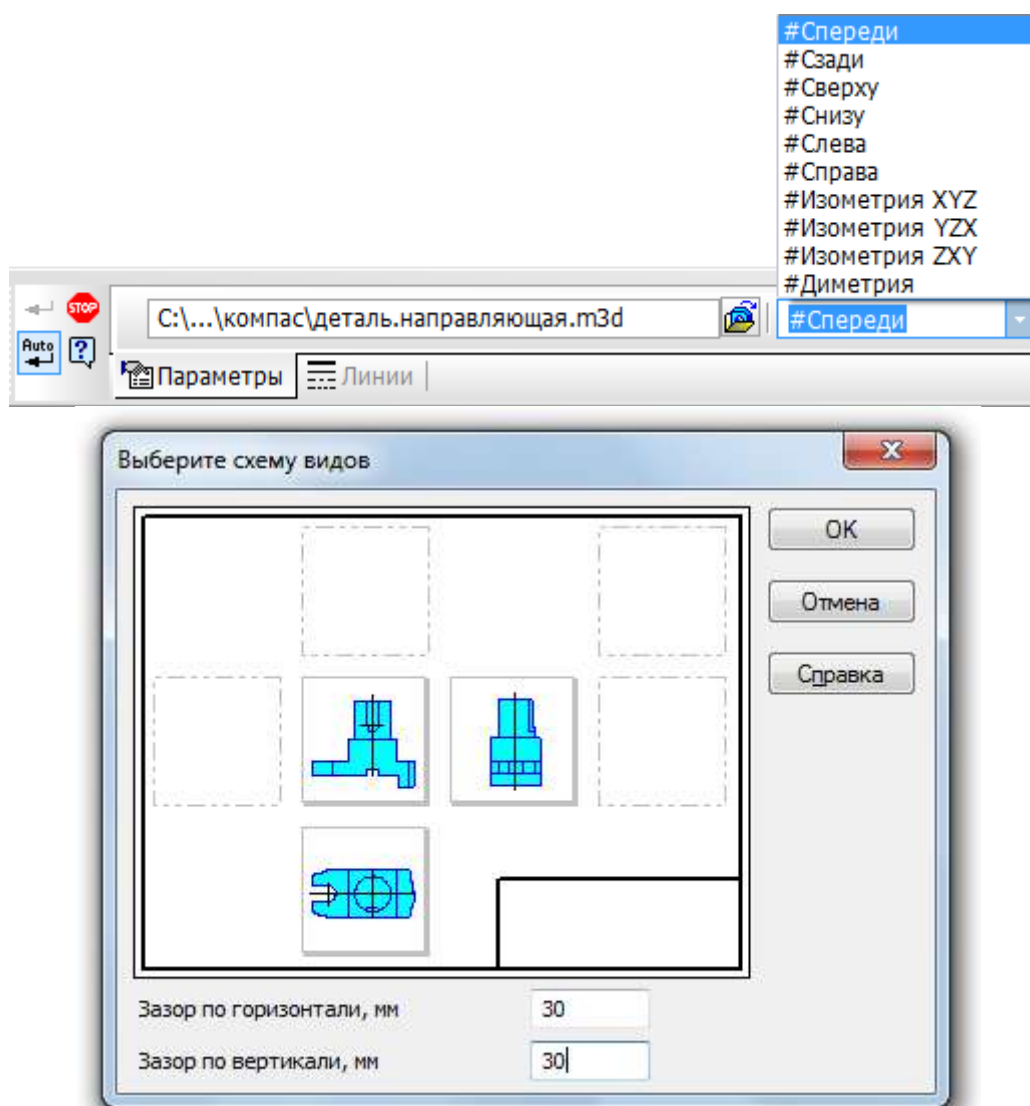 #Спереди
#Сзади
#Сверху
#Снизу
#Слева
#Справа
#Изометрия XYZ
#Изометрия YZX
#Изометрия ZXY
#Диметрия
STOP
C:\...\компас\деталь.направляющая.m3d
#Спереди
Auto
?
Параметры
Линии
Выберите схему видов
OK
Отмена
Справка
Зазор по горизонтали, мм 30
Зазор по вертикали, мм 30